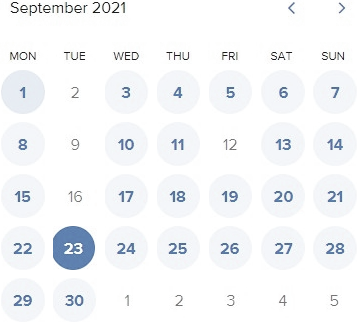 September 2021
MON TUE WED THU FRI SAT SUN
1 2 3 4 5 6 7
8 9 10 11 12 13 14
15 16 17 18 19 20 21
22 23 24 25 26 27 28
29 30 1 2 3 4 5